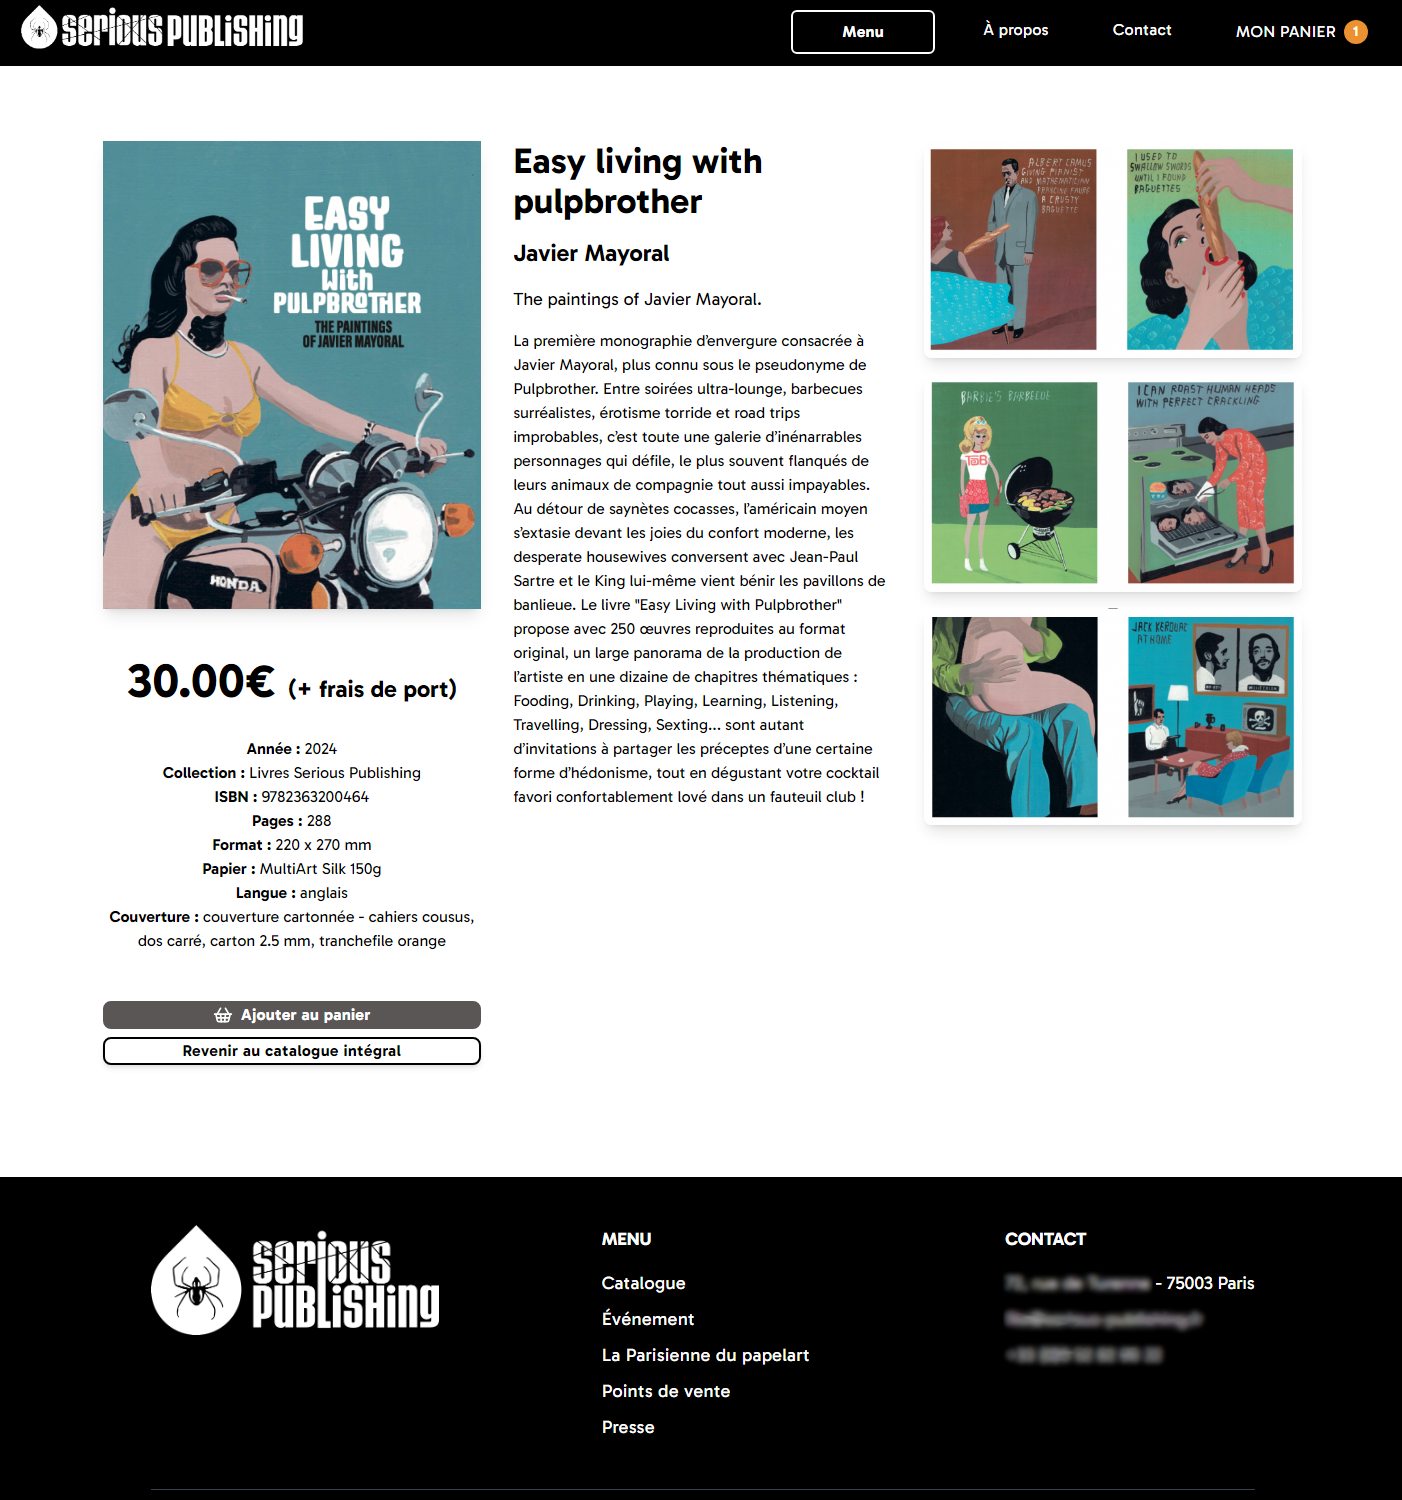 serious PUBLISHING
Menu
À propos
Contact
MON PANIER 1
EASY
LIVING
With
PULPBROTHER
THE PAINTINGS
OF JAVIER MAYORAL
HONDA
30.00€ (+ frais de port)
Année : 2024
Collection : Livres Serious Publishing
ISBN : 9782363200464
Pages : 288
Format : 220 x 270 mm
Papier : MultiArt Silk 150g
Langue : anglais
Couverture : couverture cartonnée - cahiers cousus,
dos carré, carton 2.5 mm, tranchefile orange
Ajouter au panier
Revenir au catalogue intégral
Easy living with
pulpbrother
Javier Mayoral
The paintings of Javier Mayoral.
La première monographie d’envergure consacrée à
Javier Mayoral, plus connu sous le pseudonyme de
Pulpbrother. Entre soirées ultra-lounge, barbecues
surréalistes, érotisme torride et road trips
improbables, c’est toute une galerie d’inénarrables
personnages qui défile, le plus souvent flanqués de
leurs animaux de compagnie tout aussi impayables.
Au détour de saynètes cocasses, l’américain moyen
s’extasie devant les joies du confort moderne, les
desperate housewives conversent avec Jean-Paul
Sartre et le King lui-même vient bénir les pavillons de
banlieue. Le livre "Easy Living with Pulpbrother"
propose avec 250 œuvres reproduites au format
original, un large panorama de la production de
l’artiste en une dizaine de chapitres thématiques :
Fooding, Drinking, Playing, Learning, Listening,
Travelling, Dressing, Sexting... sont autant
d’invitations à partager les préceptes d’une certaine
forme d’hédonisme, tout en dégustant votre cocktail
favori confortablement lové dans un fauteuil club !
ALBERT CAMUS
GIVING PIANIST
AND MATHEMATICIAN
FRANCINE FAURE
A CRUSTY
BAGUETTE
I USED TO
SWALLOW SWORDS
UNTIL I FOUND
BAGUETTES
BARBIE'S BARBECUE
I CAN ROAST HUMAN HEADS
WITH PERFECT CRACKLING
JACK KEROUAC
AT HOME
serious
PUBLISHING
MENU
Catalogue
Événement
La Parisienne du papelart
Points de vente
Presse
CONTACT
- 75003 Paris